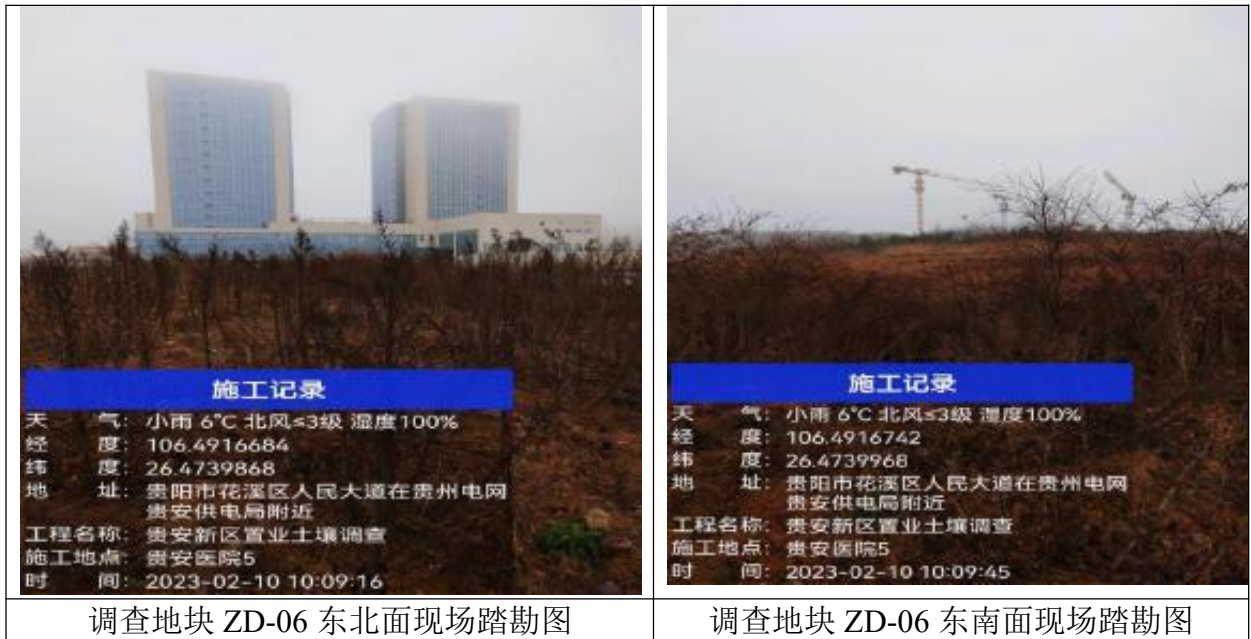 施工记录
天 气: 小雨 6℃ 北风≤3级 湿度100%
经 度: 106.4916684
纬 度: 26.4739868
地 址: 贵阳市花溪区人民大道在贵州电网
贵安供电局附近
工程名称: 贵安新区置业土壤调查
施工地点: 贵安医院5
时 间: 2023-02-10 10:09:16
调查地块 ZD-06 东北面现场踏勘图
施工记录
天 气: 小雨 6℃ 北风≤3级 湿度100%
经 度: 106.4916742
纬 度: 26.4739968
地 址: 贵阳市花溪区人民大道在贵州电网
贵安供电局附近
工程名称: 贵安新区置业土壤调查
施工地点: 贵安医院5
时 间: 2023-02-10 10:09:45
调查地块 ZD-06 东南面现场踏勘图